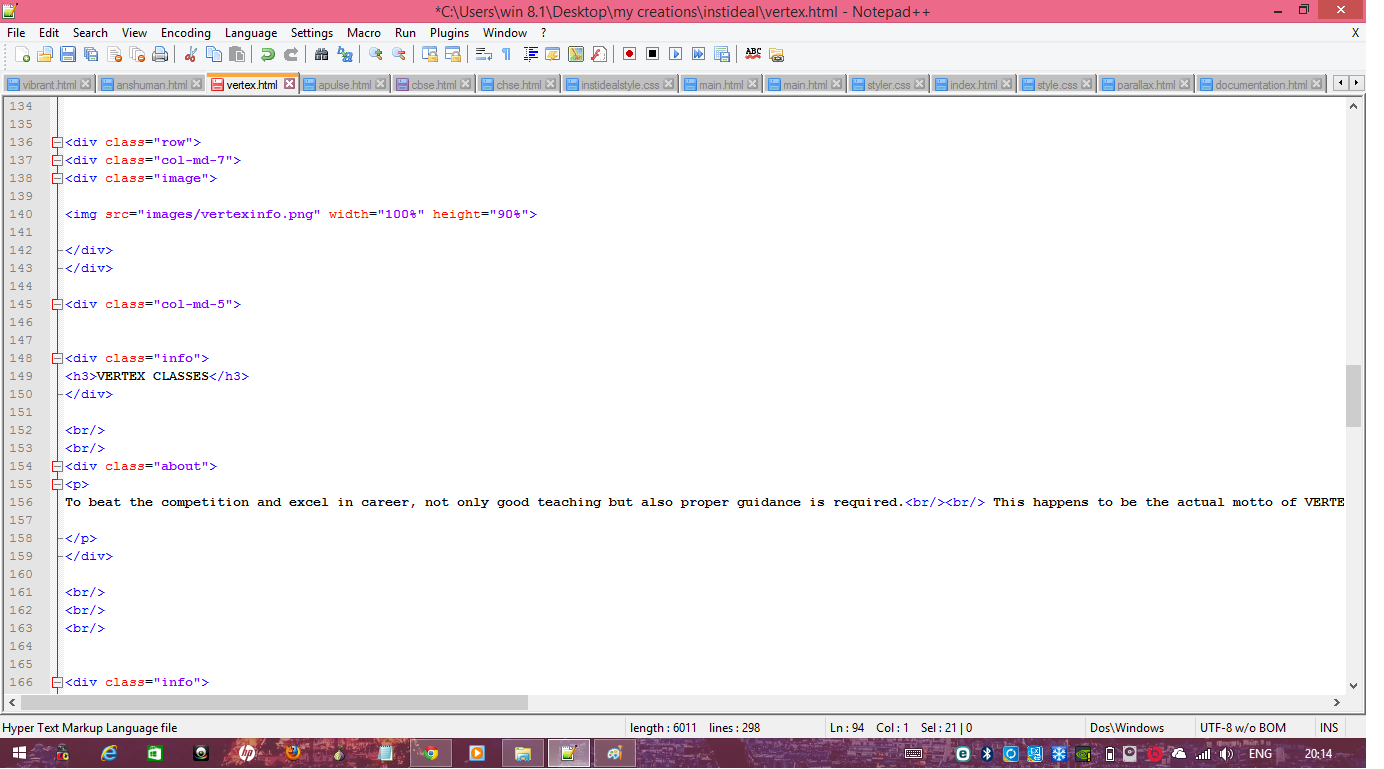 *C:\Users\win 8.1\Desktop\my creations\instideal\vertex.html - Notepad++
File Edit Search View Encoding Language Settings Macro Run Plugins Window ? X
ABC
vibrant.html anshuman.html vertex.html apulse.html cbse.html chse.html instidealstyle.css main.html main.html styler.css index.html style.css parallax.html documentation.html
134
135
136 <div class="row">
137 <div class="col-md-7">
138 <div class="image">
139
140 <img src="images/vertexinfo.png" width="100%" height="90%">
141
142 </div>
143 </div>
144
145 <div class="col-md-5">
146
147
148 <div class="info">
149 <h3>VERTEX CLASSES</h3>
150 </div>
151
152 <br/>
153 <br/>
154 <div class="about">
155 <p>
156 To beat the competition and excel in career, not only good teaching but also proper guidance is required.<br/><br/> This happens to be the actual motto of VERTE
157
158 </p>
159 </div>
160
161 <br/>
162 <br/>
163 <br/>
164
165
166 <div class="info">
Hyper Text Markup Language file length : 6011 lines : 298 Ln : 94 Col : 1 Sel : 21 | 0 Dos\Windows UTF-8 w/o BOM INS
ENG 20:14